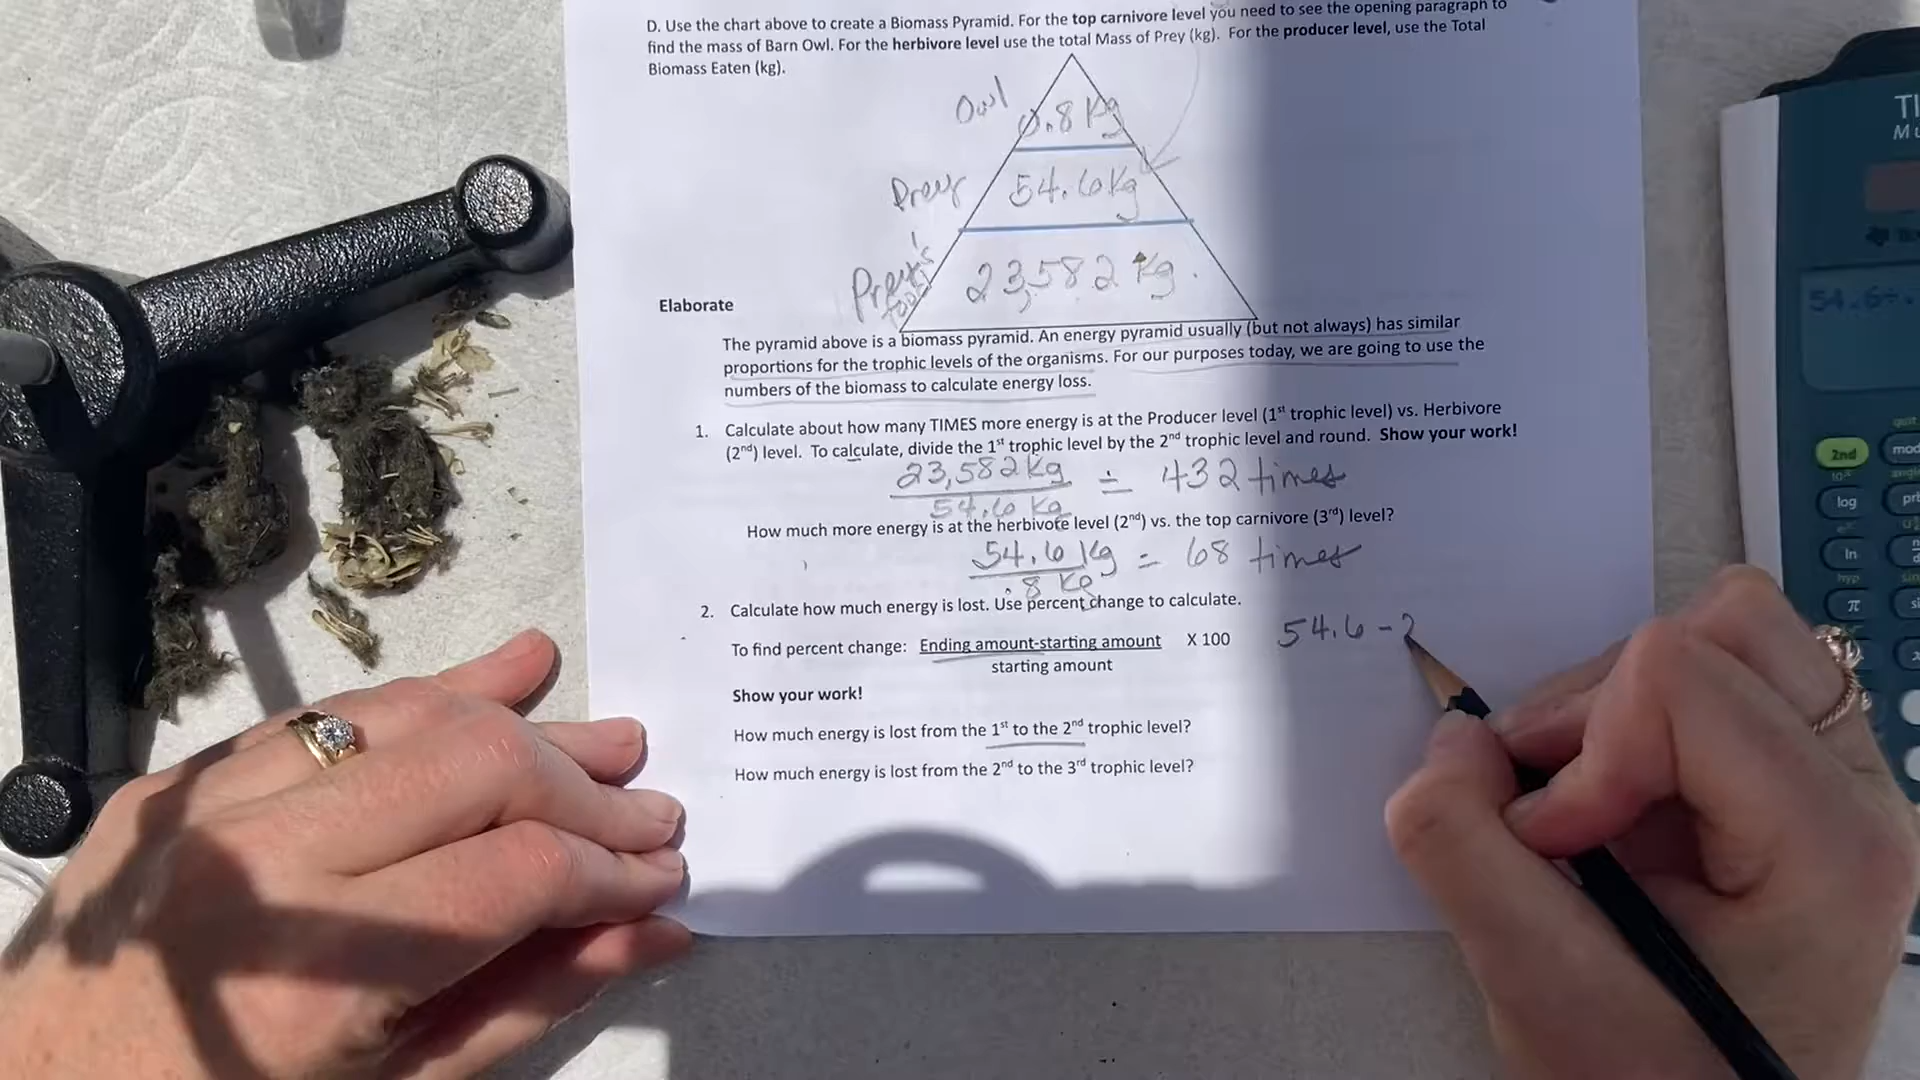 D. Use the chart above to create a Biomass Pyramid. For the top carnivore level you need to see the opening paragraph to
find the mass of Barn Owl. For the herbivore level use the total Mass of Prey (kg). For the producer level, use the Total
Biomass Eaten (kg).
Owl 0.8 Kg
Prey 54.6 Kg
Prey's food 23,582 Kg.
Elaborate
The pyramid above is a biomass pyramid. An energy pyramid usually (but not always) has similar
proportions for the trophic levels of the organisms. For our purposes today, we are going to use the
numbers of the biomass to calculate energy loss.
1. Calculate about how many TIMES more energy is at the Producer level (1st trophic level) vs. Herbivore
(2nd) level. To calculate, divide the 1st trophic level by the 2nd trophic level and round. Show your work!
23,582 Kg
= 432 times
54.6 Kg
How much more energy is at the herbivore level (2nd) vs. the top carnivore (3rd) level?
54.6 Kg = 68 times
.8 Kg
2. Calculate how much energy is lost. Use percent change to calculate.
54.6 - 2
To find percent change: Ending amount-starting amount X 100
starting amount
Show your work!
How much energy is lost from the 1st to the 2nd trophic level?
How much energy is lost from the 2nd to the 3rd trophic level?
TI
54.6÷.
2nd
log
ln
π
hyp